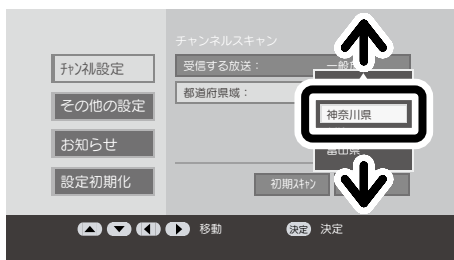 チャンネルスキャン
ﾁｬﾝﾈﾙ設定
受信する放送：
一般
都道府県域：
その他の設定
神奈川県
お知らせ
富山県
設定初期化
初期ｽｷｬﾝ
移動
決定
決定